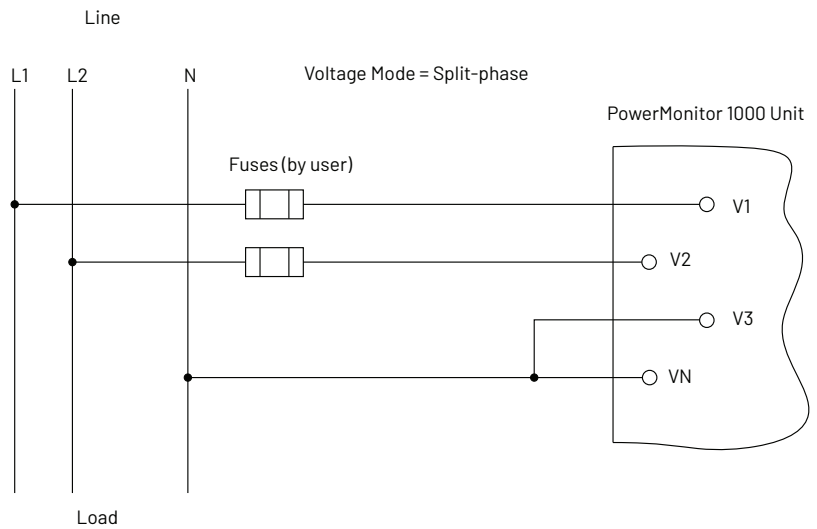 Line
L1
L2
N
Voltage Mode = Split-phase
PowerMonitor 1000 Unit
Fuses (by user)
V1
V2
V3
VN
Load